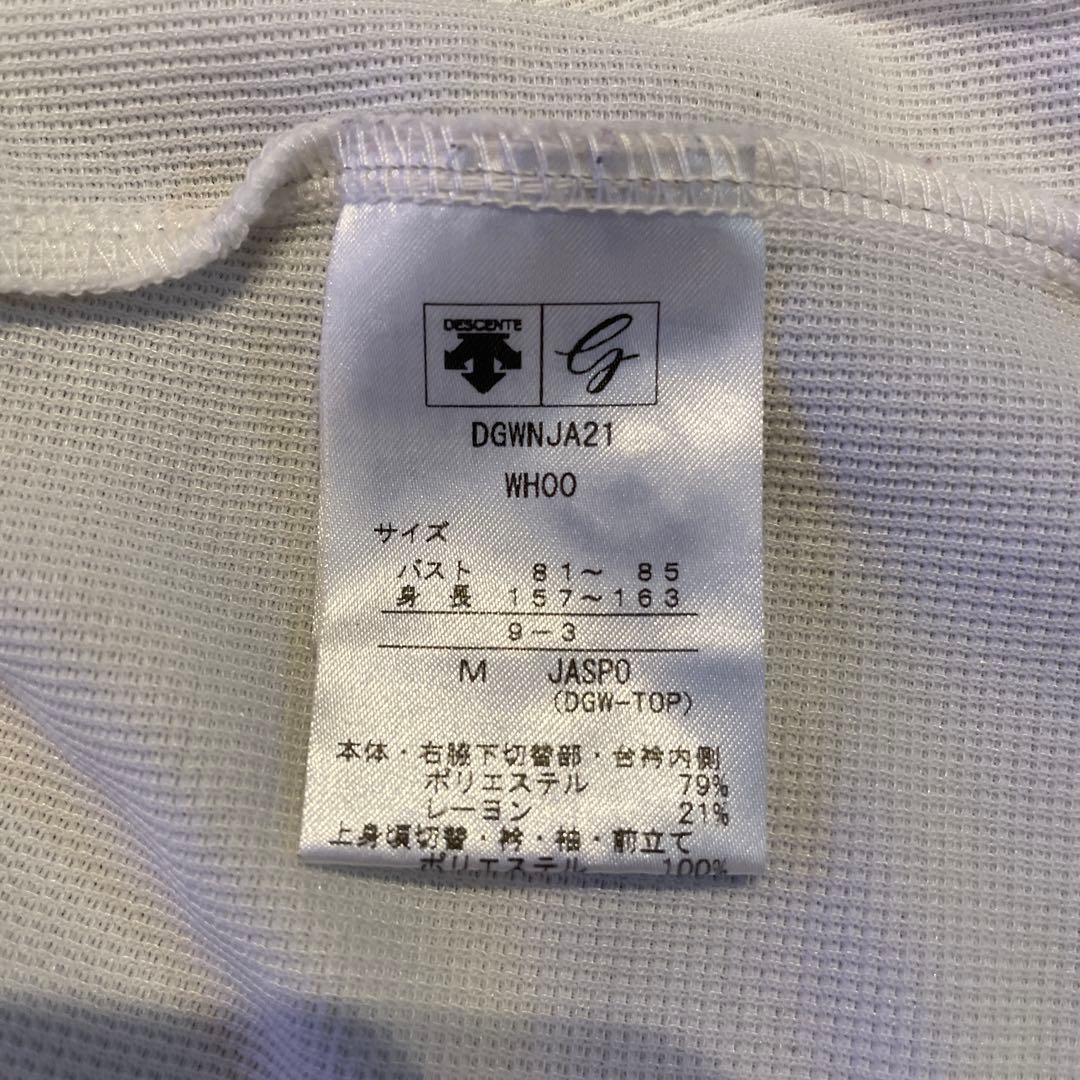 DESCENTE G
DGWNJA21
WH00
サイズ
バスト 81〜 85
身長 157〜163
9-3
M JASPO
(DGW-TOP)
本体・右脇下切替部・台衿内側
ポリエステル 79%
レーヨン 21%
上身頃切替・衿・袖・前立て
ポリエステル 100%